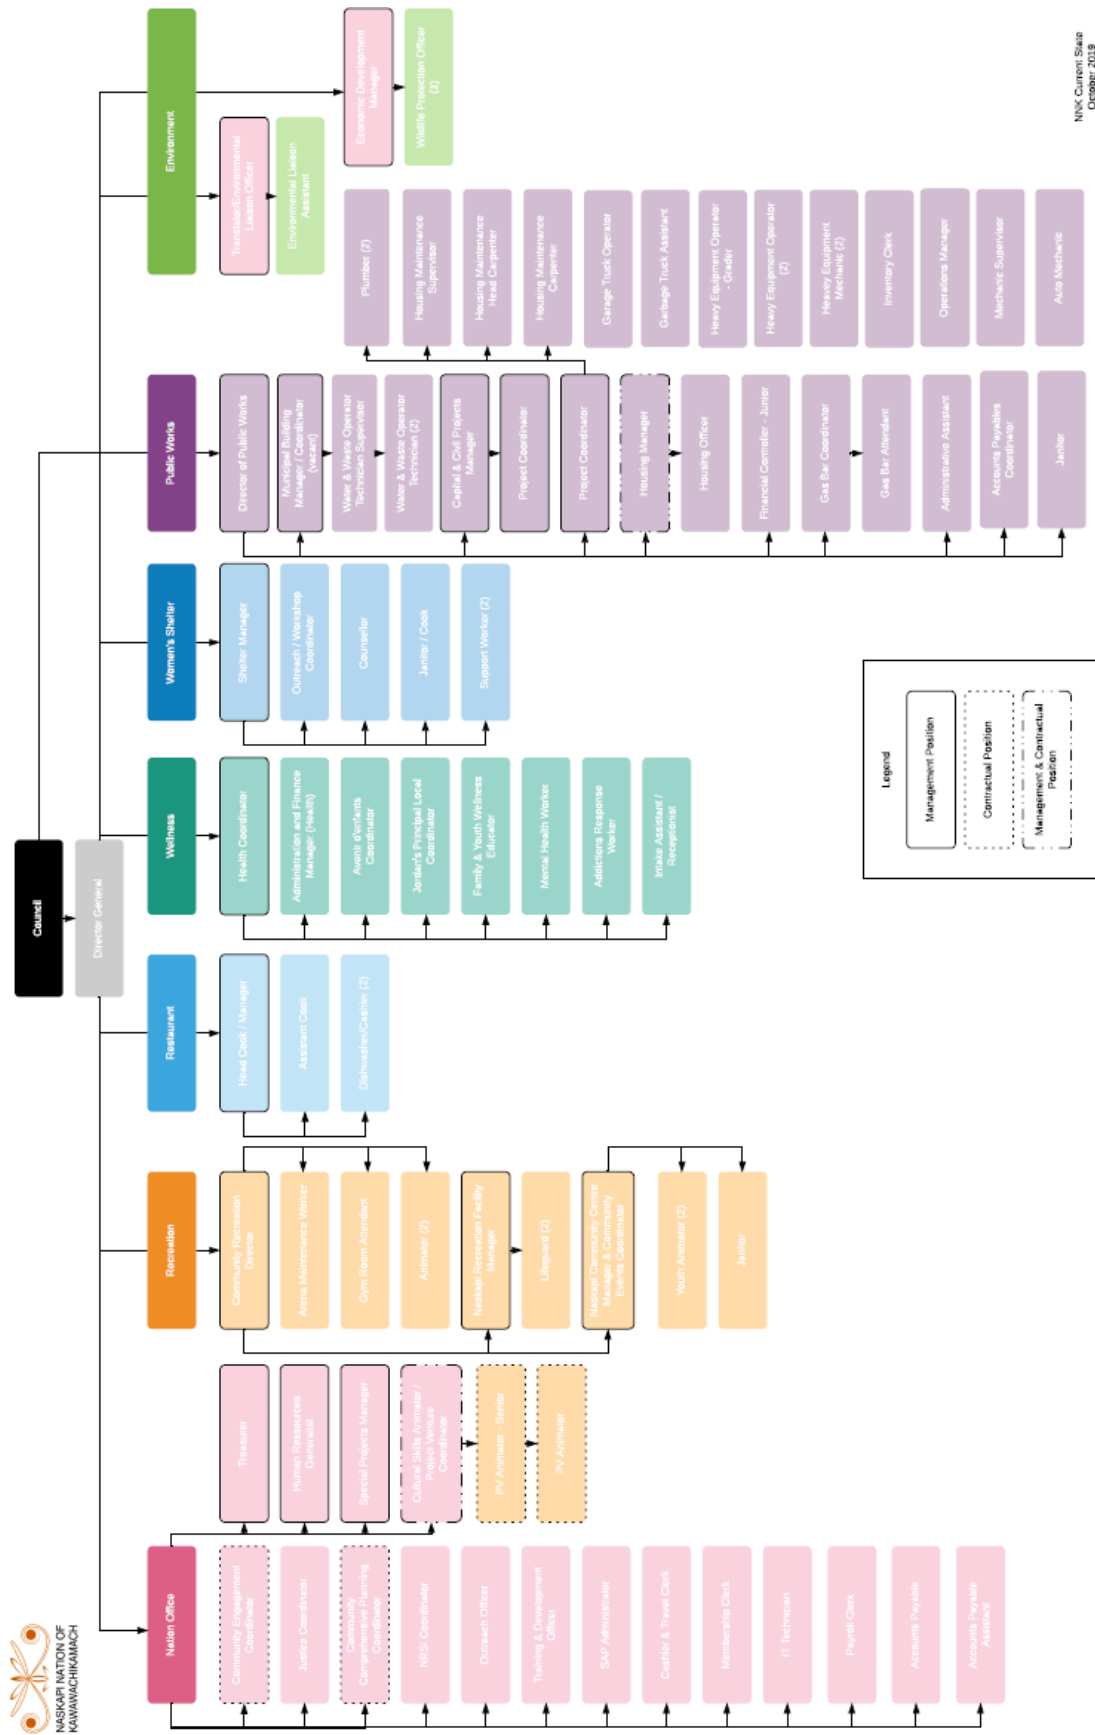 NASKAPI NATION OF
KAWAWACHIKAMACH
Council
Director General
Nation Office
Community Engagement
Coordinator
Justice Coordinator
Community
Comprehensive Planning
Coordinator
NRSI Coordinator
Outreach Officer
Training & Development
Officer
SAP Administrator
Cashier & Travel Clerk
Membership Clerk
IT Technician
Payroll Clerk
Accounts Payable
Accounts Payable
Assistant
Treasurer
Human Ressources
Generalist
Special Projects Manager
Cultural Skills Animator /
Project Venture
Coordinator
PV Animator - Senior
PV Animator
Recreation
Community Recreation
Director
Arena Maintenance Worker
Gym Room Attendant
Animator (2)
Naskapi Recreation Facility
Manager
Lifeguard (2)
Naskapi Community Centre
Manager & Community
Events Coordinator
Youth Animator (2)
Janitor
Restaurant
Head Cook / Manager
Assistant Cook
Dishwasher/Cashier (2)
Wellness
Health Coordinator
Administration and Finance
Manager (Health)
Avenir d'enfants
Coordinator
Jordan's Principal Local
Coordinator
Family & Youth Wellness
Educator
Mental Health Worker
Addictions Response
Worker
Intake Assistant /
Receptionist
Women's Shelter
Shelter Manager
Outreach / Workshop
Coordinator
Counsellor
Janitor / Cook
Support Worker (2)
Public Works
Director of Public Works
Municipal Building
Manager / Coordinator
(vacant)
Water & Waste Operator
Technician Supervisor
Water & Waste Operator
Technician (2)
Capital & Civil Projects
Manager
Project Coordinator
Project Coordinator
Housing Manager
Housing Officer
Financial Controller - Junior
Gas Bar Coordinator
Gas Bar Attendant
Administrative Assistant
Accounts Payables
Coordinator
Janitor
Plumber (2)
Housing Maintenance
Supervisor
Housing Maintenance
Head Carpenter
Housing Maintenance
Carpenter
Garage Truck Operator
Garbage Truck Assistant
Heavy Equipment Operator
- Grader
Heavy Equipment Operator
(2)
Heavey Equipment
Mechanic (2)
Inventory Clerk
Operations Manager
Mechanic Supervisor
Auto Mechanic
Environment
Translator/Environmental
Liaison Officer
Environmental Liaison
Assistant
Economic Development
Manager
Wildlife Protection Officer
(3)
Legend
Management Position
Contractual Position
Management & Contractual
Position
NNK Current State
October 2019